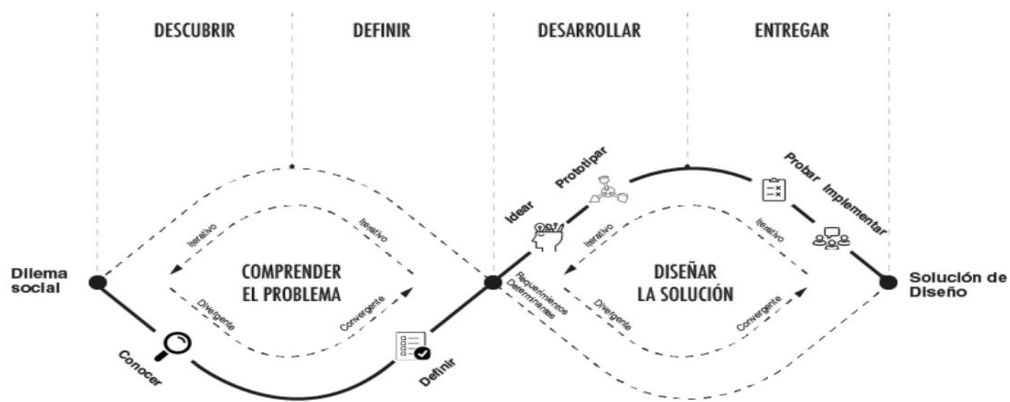 DESCUBRIR
DEFINIR
DESARROLLAR
ENTREGAR
Dilema
social
Conocer
Iterativo
Iterativo
COMPRENDER
EL PROBLEMA
Divergente
Convergente
Definir
Idear
Prototipar
Probar
Implementar
Requerimientos
Determinantes
Iterativo
Iterativo
DISEÑAR
LA SOLUCIÓN
Divergente
Convergente
Solución de
Diseño